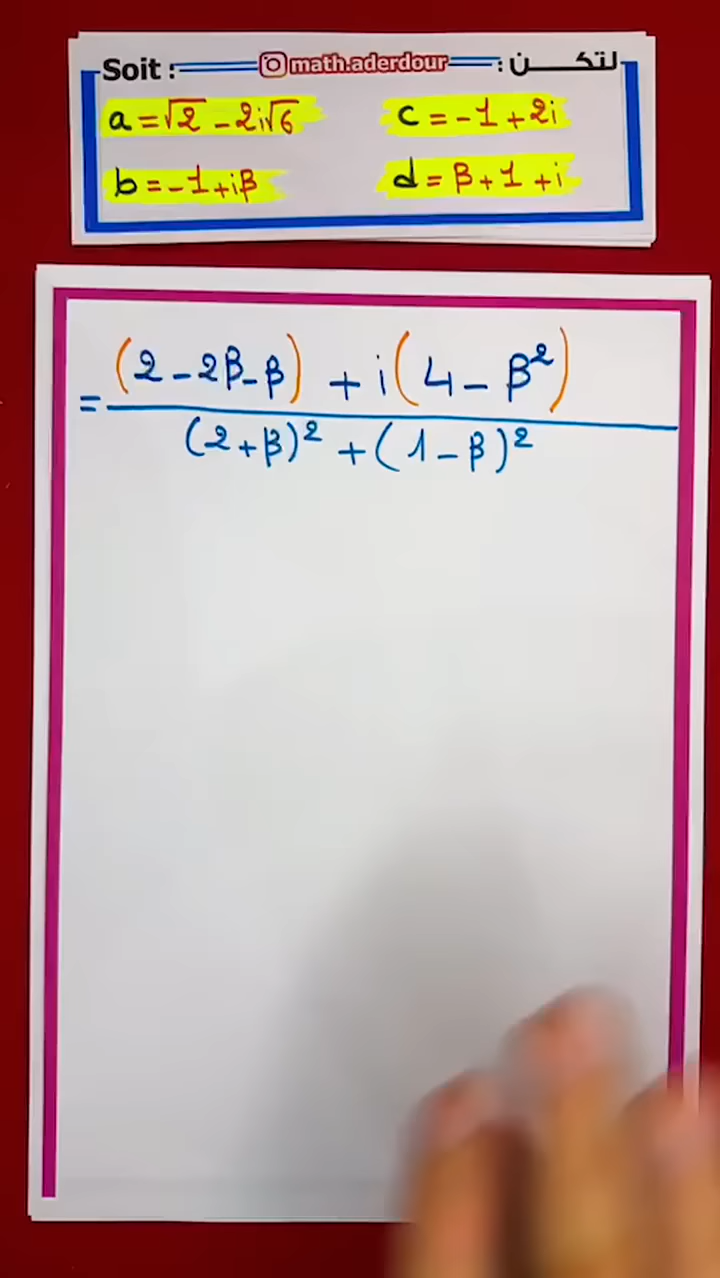 Soit : math.aderdour لتكن :
a = √2 - 2i√6 c = -1 + 2i
b = -1 + iβ d = β + 1 + i
= ((2 - 2β - β) + i(4 - β²)) / ((2 + β)² + (1 - β)²)